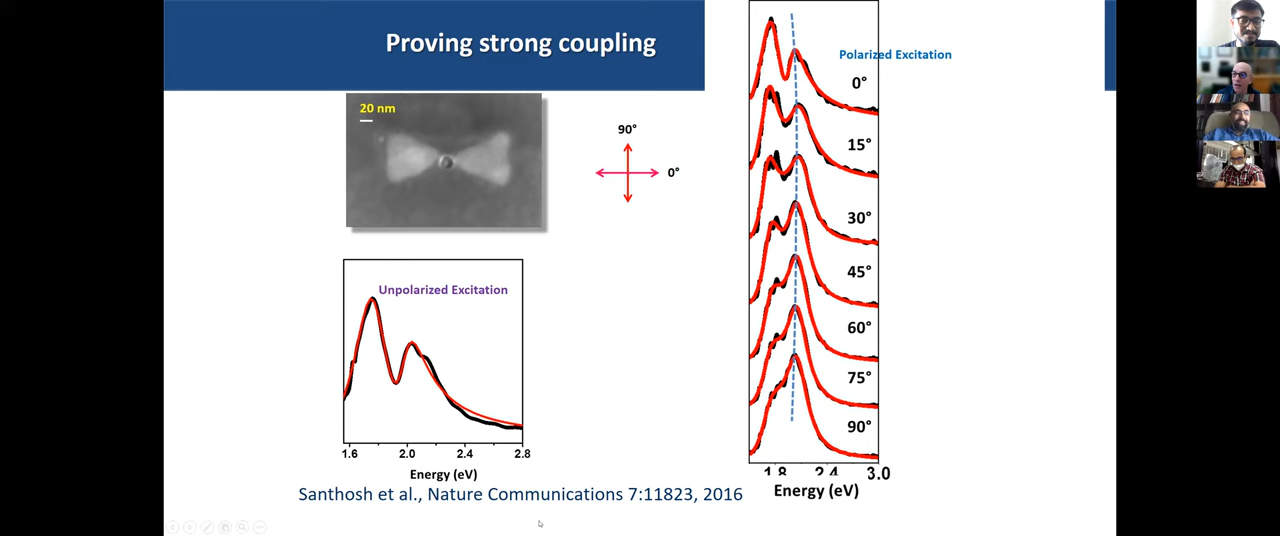 Proving strong coupling
20 nm
90°
0°
Unpolarized Excitation
1.6 2.0 2.4 2.8
Energy (eV)
Polarized Excitation
0°
15°
30°
45°
60°
75°
90°
1.8 2.4 3.0
Energy (eV)
Santhosh et al., Nature Communications 7:11823, 2016